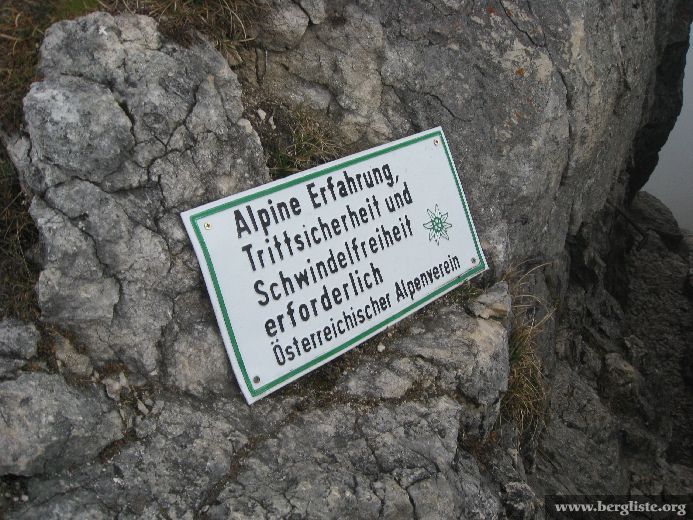 Alpine Erfahrung,
Trittsicherheit und
Schwindelfreiheit
erforderlich
Österreichischer Alpenverein
www.bergliste.org